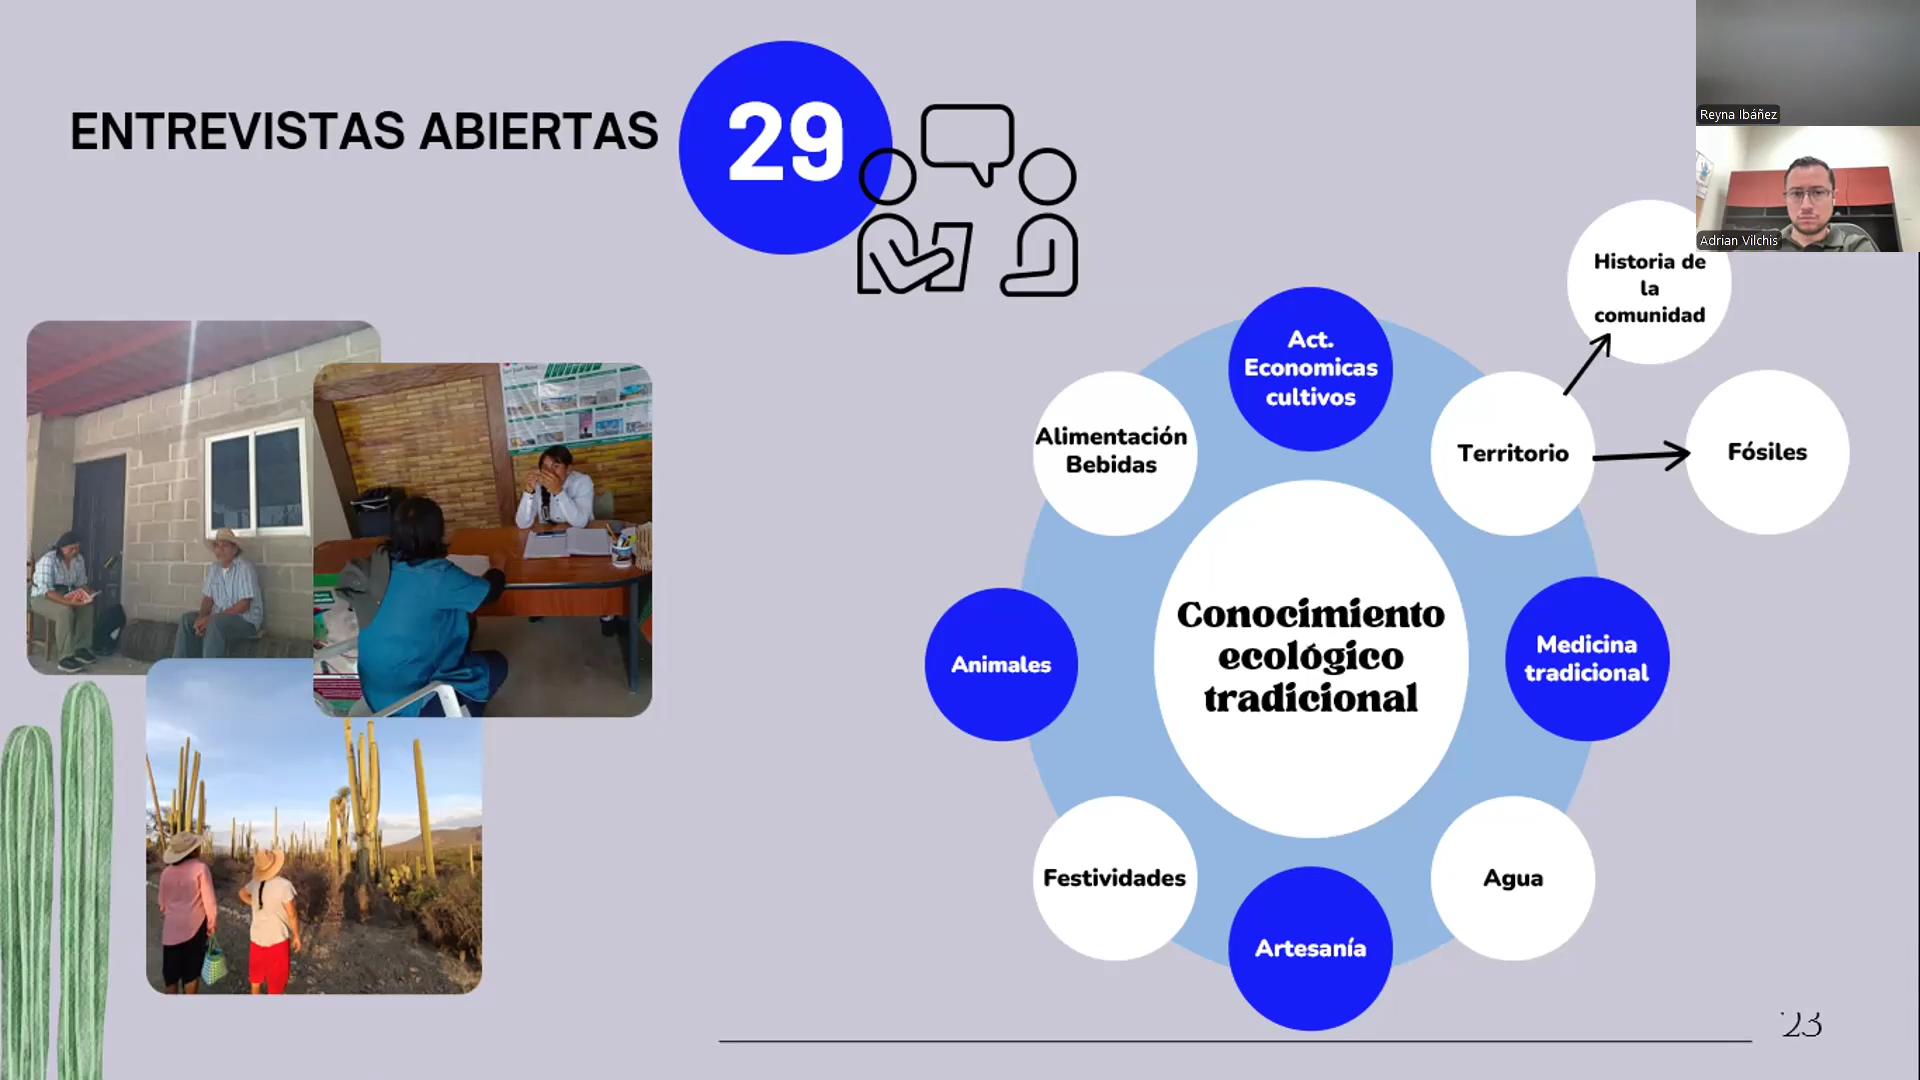 ENTREVISTAS ABIERTAS
29
Reyna Ibáñez
Adrian Vilchis
Historia de
la
comunidad
Act.
Economicas
cultivos
Alimentación
Bebidas
Territorio
Fósiles
Conocimiento
ecológico
tradicional
Animales
Medicina
tradicional
Festividades
Agua
Artesanía
23